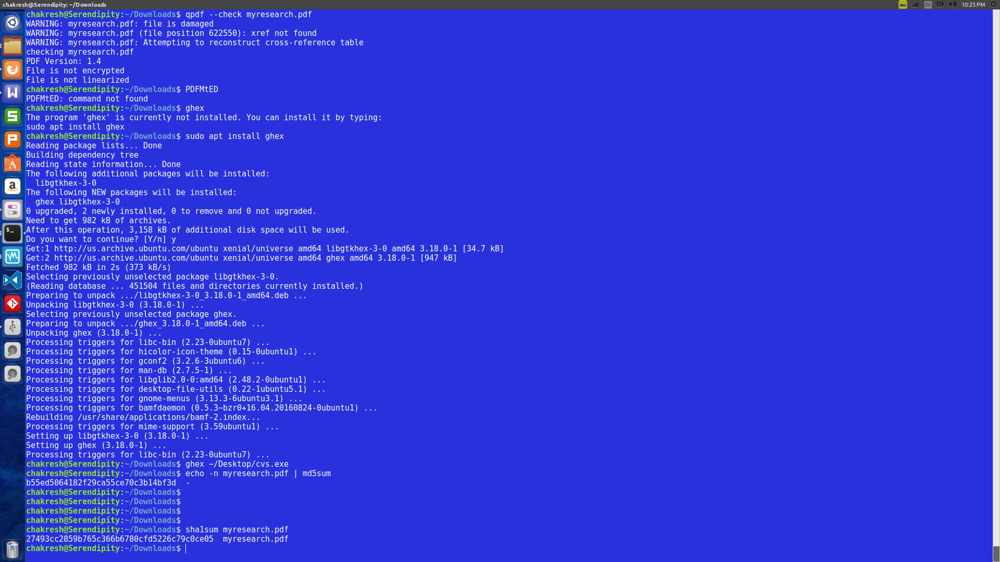 chakresh@Serendipity: ~/Downloads
En
10:25 PM
chakresh@Serendipity:~/Downloads$ qpdf --check myresearch.pdf
WARNING: myresearch.pdf: file is damaged
WARNING: myresearch.pdf (file position 622550): xref not found
WARNING: myresearch.pdf: Attempting to reconstruct cross-reference table
checking myresearch.pdf
PDF Version: 1.4
File is not encrypted
File is not linearized
chakresh@Serendipity:~/Downloads$ PDFMtED
PDFMtED: command not found
chakresh@Serendipity:~/Downloads$ ghex
The program 'ghex' is currently not installed. You can install it by typing:
sudo apt install ghex
chakresh@Serendipity:~/Downloads$ sudo apt install ghex
Reading package lists... Done
Building dependency tree
Reading state information... Done
The following additional packages will be installed:
  libgtkhex-3-0
The following NEW packages will be installed:
  ghex libgtkhex-3-0
0 upgraded, 2 newly installed, 0 to remove and 0 not upgraded.
Need to get 982 kB of archives.
After this operation, 3,158 kB of additional disk space will be used.
Do you want to continue? [Y/n] y
Get:1 http://us.archive.ubuntu.com/ubuntu xenial/universe amd64 libgtkhex-3-0 amd64 3.18.0-1 [34.7 kB]
Get:2 http://us.archive.ubuntu.com/ubuntu xenial/universe amd64 ghex amd64 3.18.0-1 [947 kB]
Fetched 982 kB in 2s (373 kB/s)
Selecting previously unselected package libgtkhex-3-0.
(Reading database ... 451504 files and directories currently installed.)
Preparing to unpack .../libgtkhex-3-0_3.18.0-1_amd64.deb ...
Unpacking libgtkhex-3-0 (3.18.0-1) ...
Selecting previously unselected package ghex.
Preparing to unpack .../ghex_3.18.0-1_amd64.deb ...
Unpacking ghex (3.18.0-1) ...
Processing triggers for libc-bin (2.23-0ubuntu7) ...
Processing triggers for hicolor-icon-theme (0.15-0ubuntu1) ...
Processing triggers for gconf2 (3.2.6-3ubuntu6) ...
Processing triggers for man-db (2.7.5-1) ...
Processing triggers for libglib2.0-0:amd64 (2.48.2-0ubuntu1) ...
Processing triggers for desktop-file-utils (0.22-1ubuntu5.1) ...
Processing triggers for gnome-menus (3.13.3-6ubuntu3.1) ...
Processing triggers for bamfdaemon (0.5.3~bzr0+16.04.20160824-0ubuntu1) ...
Rebuilding /usr/share/applications/bamf-2.index...
Processing triggers for mime-support (3.59ubuntu1) ...
Setting up libgtkhex-3-0 (3.18.0-1) ...
Setting up ghex (3.18.0-1) ...
Processing triggers for libc-bin (2.23-0ubuntu7) ...
chakresh@Serendipity:~/Downloads$ ghex ~/Desktop/cvs.exe
chakresh@Serendipity:~/Downloads$ echo -n myresearch.pdf | md5sum
b55ed5064182f29ca55ce70c3b14bf3d  -
chakresh@Serendipity:~/Downloads$
chakresh@Serendipity:~/Downloads$
chakresh@Serendipity:~/Downloads$
chakresh@Serendipity:~/Downloads$
chakresh@Serendipity:~/Downloads$ sha1sum myresearch.pdf
27493cc2859b765c366b6780cfd5226c79c0ce05  myresearch.pdf
chakresh@Serendipity:~/Downloads$